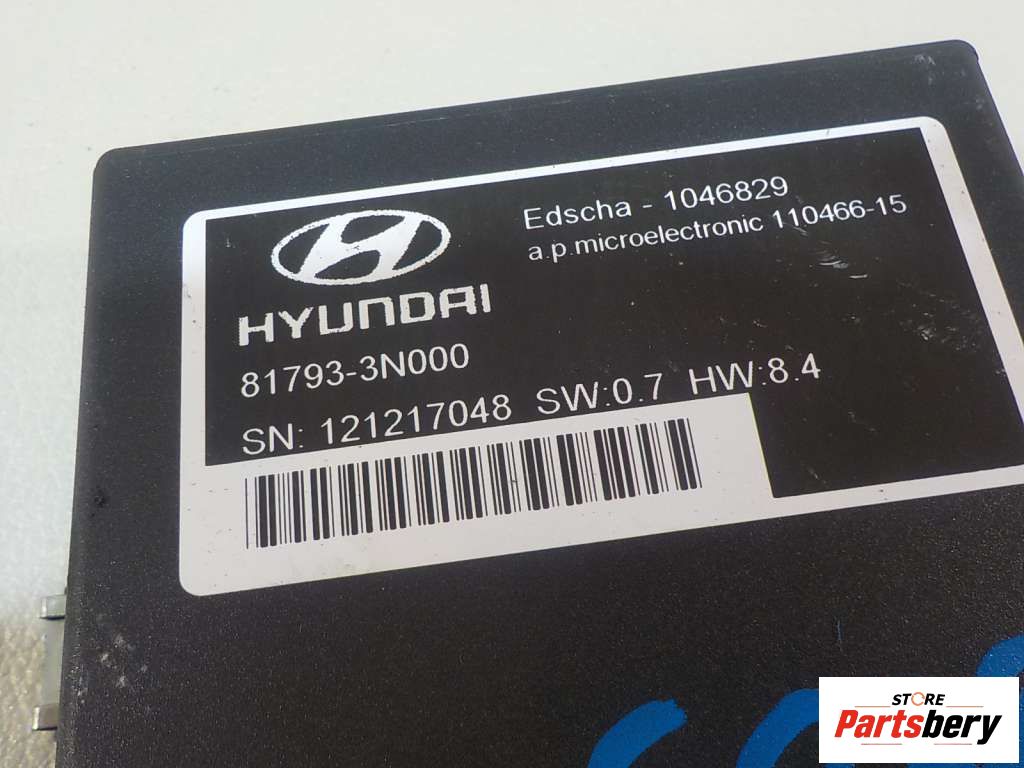 Edscha - 1046829
a.p.microelectronic 110466-15
HYUNDAI
81793-3N000
SN: 121217048 SW:0.7 HW:8.4
STORE
Partsbery